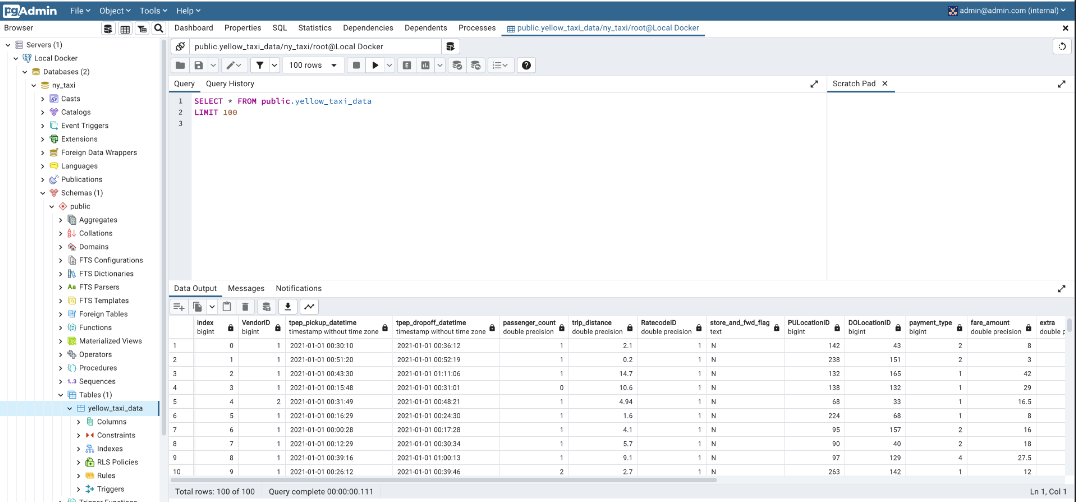 pgAdmin File Object Tools Help admin@admin.com (internal)
Browser
Servers (1)
Local Docker
Databases (2)
ny_taxi
Casts
Catalogs
Event Triggers
Extensions
Foreign Data Wrappers
Languages
Publications
Schemas (1)
public
Aggregates
Collations
Domains
FTS Configurations
FTS Dictionaries
FTS Parsers
FTS Templates
Foreign Tables
Functions
Materialized Views
Operators
Procedures
Sequences
Tables (1)
yellow_taxi_data
Columns
Constraints
Indexes
RLS Policies
Rules
Triggers
Trigger Functions
Dashboard Properties SQL Statistics Dependencies Dependents Processes public.yellow_taxi_data/ny_taxi/root@Local Docker
public.yellow_taxi_data/ny_taxi/root@Local Docker
100 rows
Query Query History Scratch Pad
1 SELECT * FROM public.yellow_taxi_data
2 LIMIT 100
3
Data Output Messages Notifications
index VendorID tpep_pickup_datetime tpep_dropoff_datetime passenger_count trip_distance RatecodeID store_and_fwd_flag PULocationID DOLocationID payment_type fare_amount extra
bigint bigint timestamp without time zone timestamp without time zone double precision double precision double precision text bigint bigint bigint double precision double p
1 0 1 2021-01-01 00:30:10 2021-01-01 00:36:12 1 2.1 1 N 142 43 2 8
2 1 1 2021-01-01 00:51:20 2021-01-01 00:52:19 1 0.2 1 N 238 151 2 3
3 2 1 2021-01-01 00:43:30 2021-01-01 01:11:06 1 14.7 1 N 132 165 1 42
4 3 1 2021-01-01 00:15:48 2021-01-01 00:31:01 0 10.6 1 N 138 132 1 29
5 4 2 2021-01-01 00:31:49 2021-01-01 00:48:21 1 4.94 1 N 68 33 1 16.5
6 5 1 2021-01-01 00:16:29 2021-01-01 00:24:30 1 1.6 1 N 224 68 1 8
7 6 1 2021-01-01 00:00:28 2021-01-01 00:17:28 1 4.1 1 N 95 157 2 16
8 7 1 2021-01-01 00:12:29 2021-01-01 00:30:34 1 5.7 1 N 90 40 2 18
9 8 1 2021-01-01 00:39:16 2021-01-01 01:00:13 1 9.1 1 N 97 129 4 27.5
10 9 1 2021-01-01 00:26:12 2021-01-01 00:39:46 2 2.7 1 N 263 142 1 12
Total rows: 100 of 100 Query complete 00:00:00.111 Ln 1, Col 1